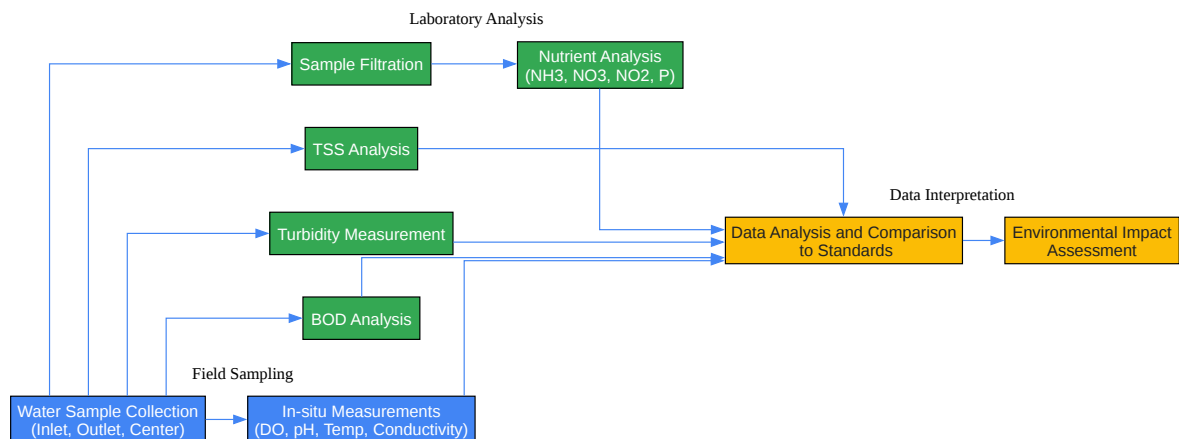 Laboratory Analysis
Sample Filtration
Nutrient Analysis
(NH3, NO3, NO2, P)
TSS Analysis
Data Interpretation
Turbidity Measurement
Data Analysis and Comparison
to Standards
Environmental Impact
Assessment
BOD Analysis
Field Sampling
Water Sample Collection
(Inlet, Outlet, Center)
In-situ Measurements
(DO, pH, Temp, Conductivity)